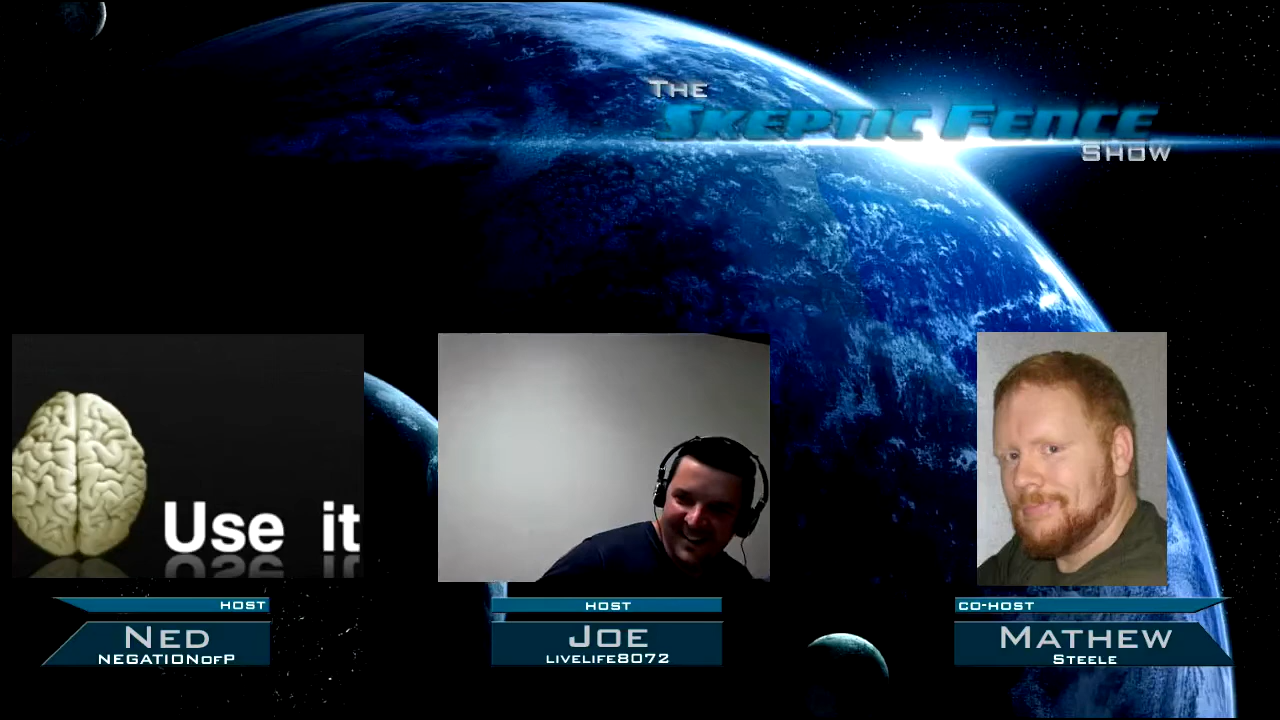 The
Skeptic Fence
Show
Use it
HOST
Ned
NEGATIONofP
HOST
Joe
LIVELIFE8072
CO-HOST
Mathew
Steele